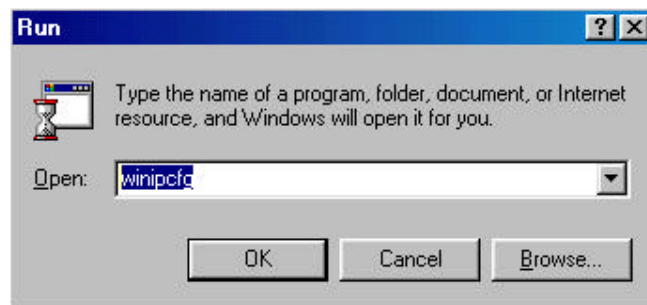 Run
Type the name of a program, folder, document, or Internet
resource, and Windows will open it for you.
Open: winipcfg
OK Cancel Browse...